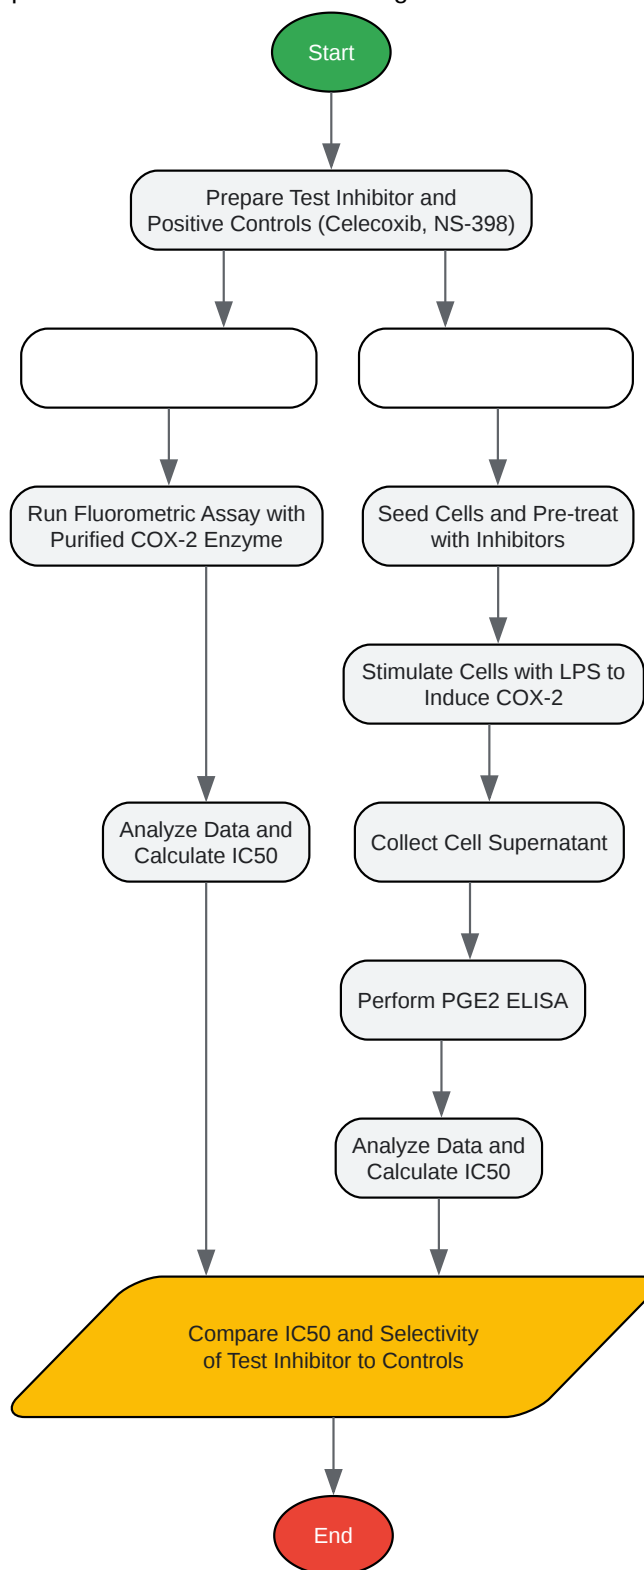 Start
Prepare Test Inhibitor and
Positive Controls (Celecoxib, NS-398)
Run Fluorometric Assay with
Purified COX-2 Enzyme
Seed Cells and Pre-treat
with Inhibitors
Stimulate Cells with LPS to
Induce COX-2
Analyze Data and
Calculate IC50
Collect Cell Supernatant
Perform PGE2 ELISA
Analyze Data and
Calculate IC50
Compare IC50 and Selectivity
of Test Inhibitor to Controls
End